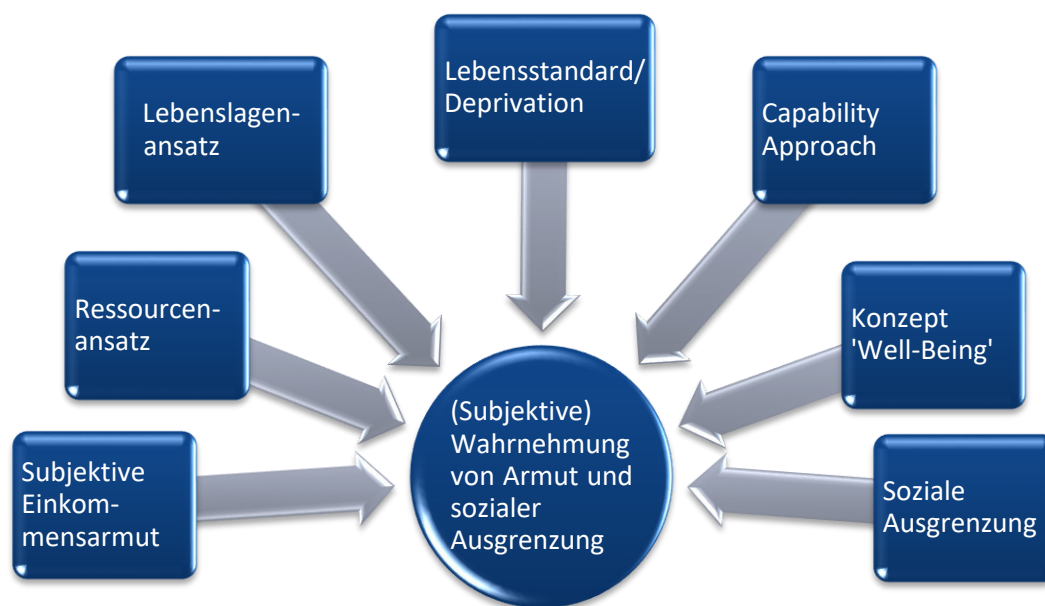 Lebensstandard/
Deprivation
Lebenslagen-
ansatz
Capability
Approach
Ressourcen-
ansatz
Konzept
'Well-Being'
Subjektive
Einkom-
mensarmut
(Subjektive)
Wahrnehmung
von Armut und
sozialer
Ausgrenzung
Soziale
Ausgrenzung